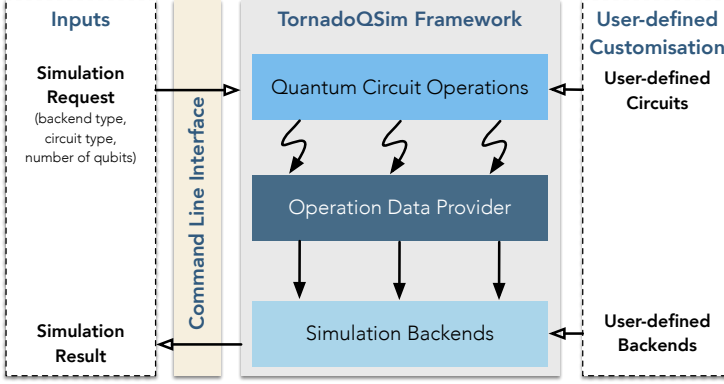 Inputs
Simulation
Request
(backend type,
circuit type,
number of qubits)
Simulation
Result
Command Line Interface
TornadoQSim Framework
Quantum Circuit Operations
Operation Data Provider
Simulation Backends
User-defined
Customisation
User-defined
Circuits
User-defined
Backends